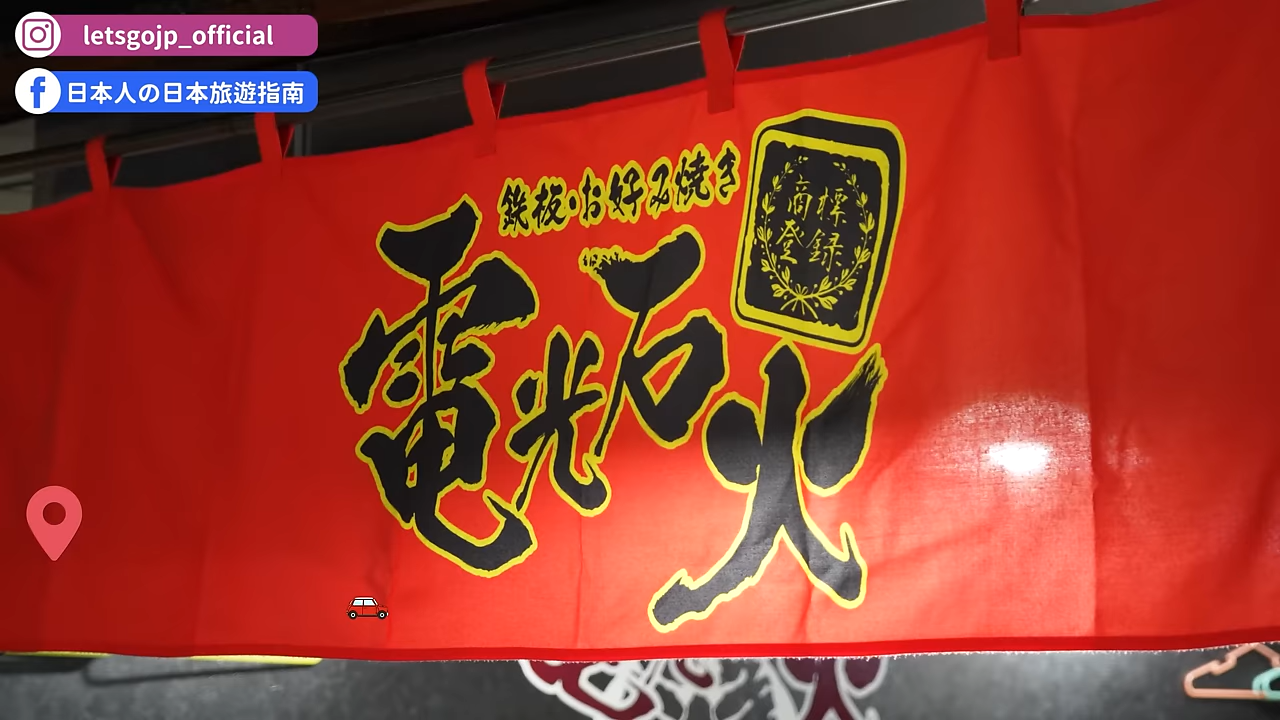 letsgojp_official
日本人の日本旅遊指南
鉄板・お好み焼き
電光石火
商標
登録